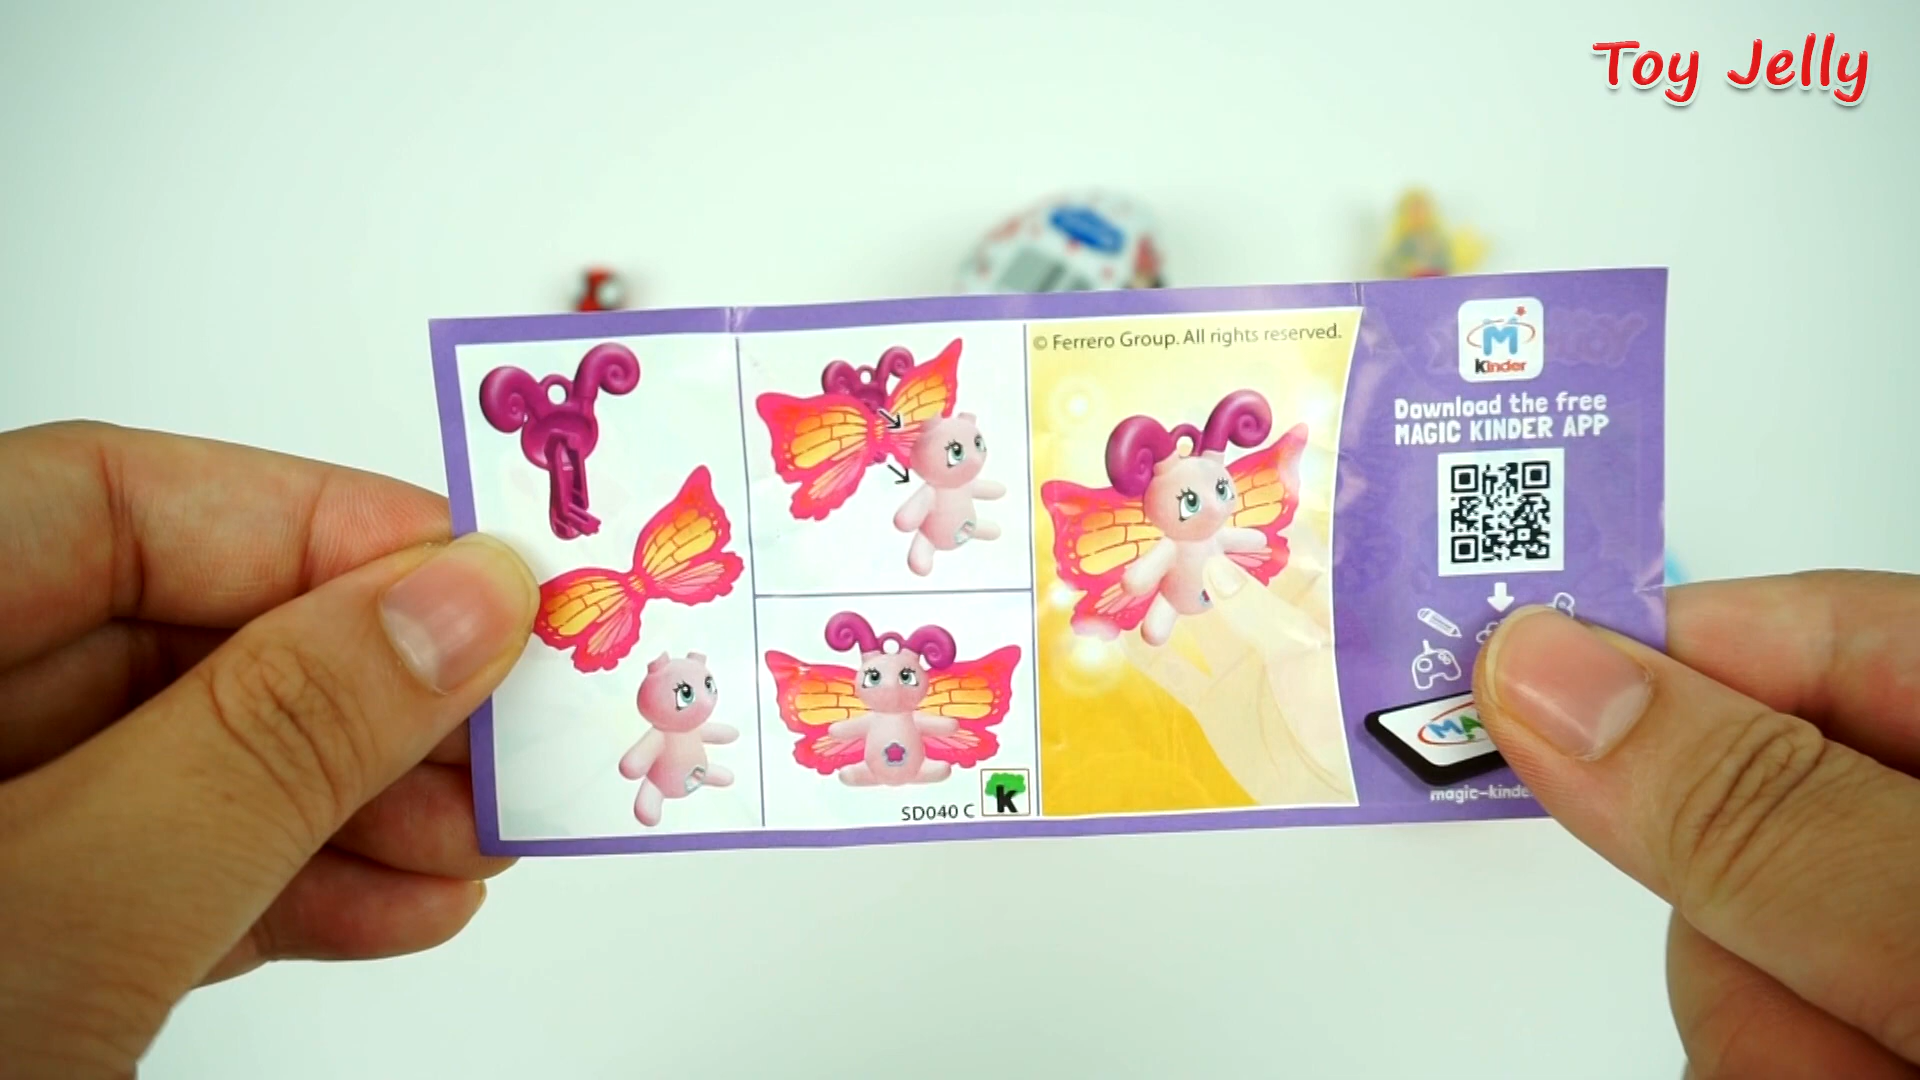 Toy Jelly
© Ferrero Group. All rights reserved.
M
Kinder
Download the free
MAGIC KINDER APP
SD040 C
k